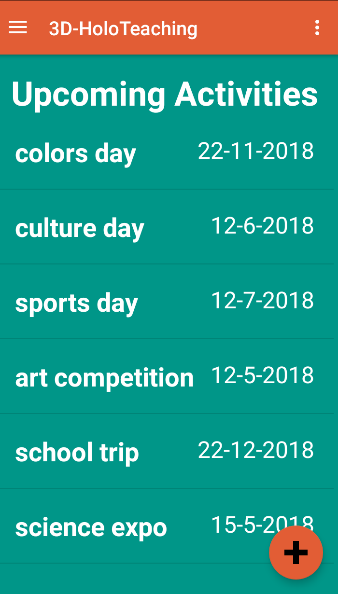 3D-HoloTeaching
Upcoming Activities
colors day 22-11-2018
culture day 12-6-2018
sports day 12-7-2018
art competition 12-5-2018
school trip 22-12-2018
science expo 15-5-2018